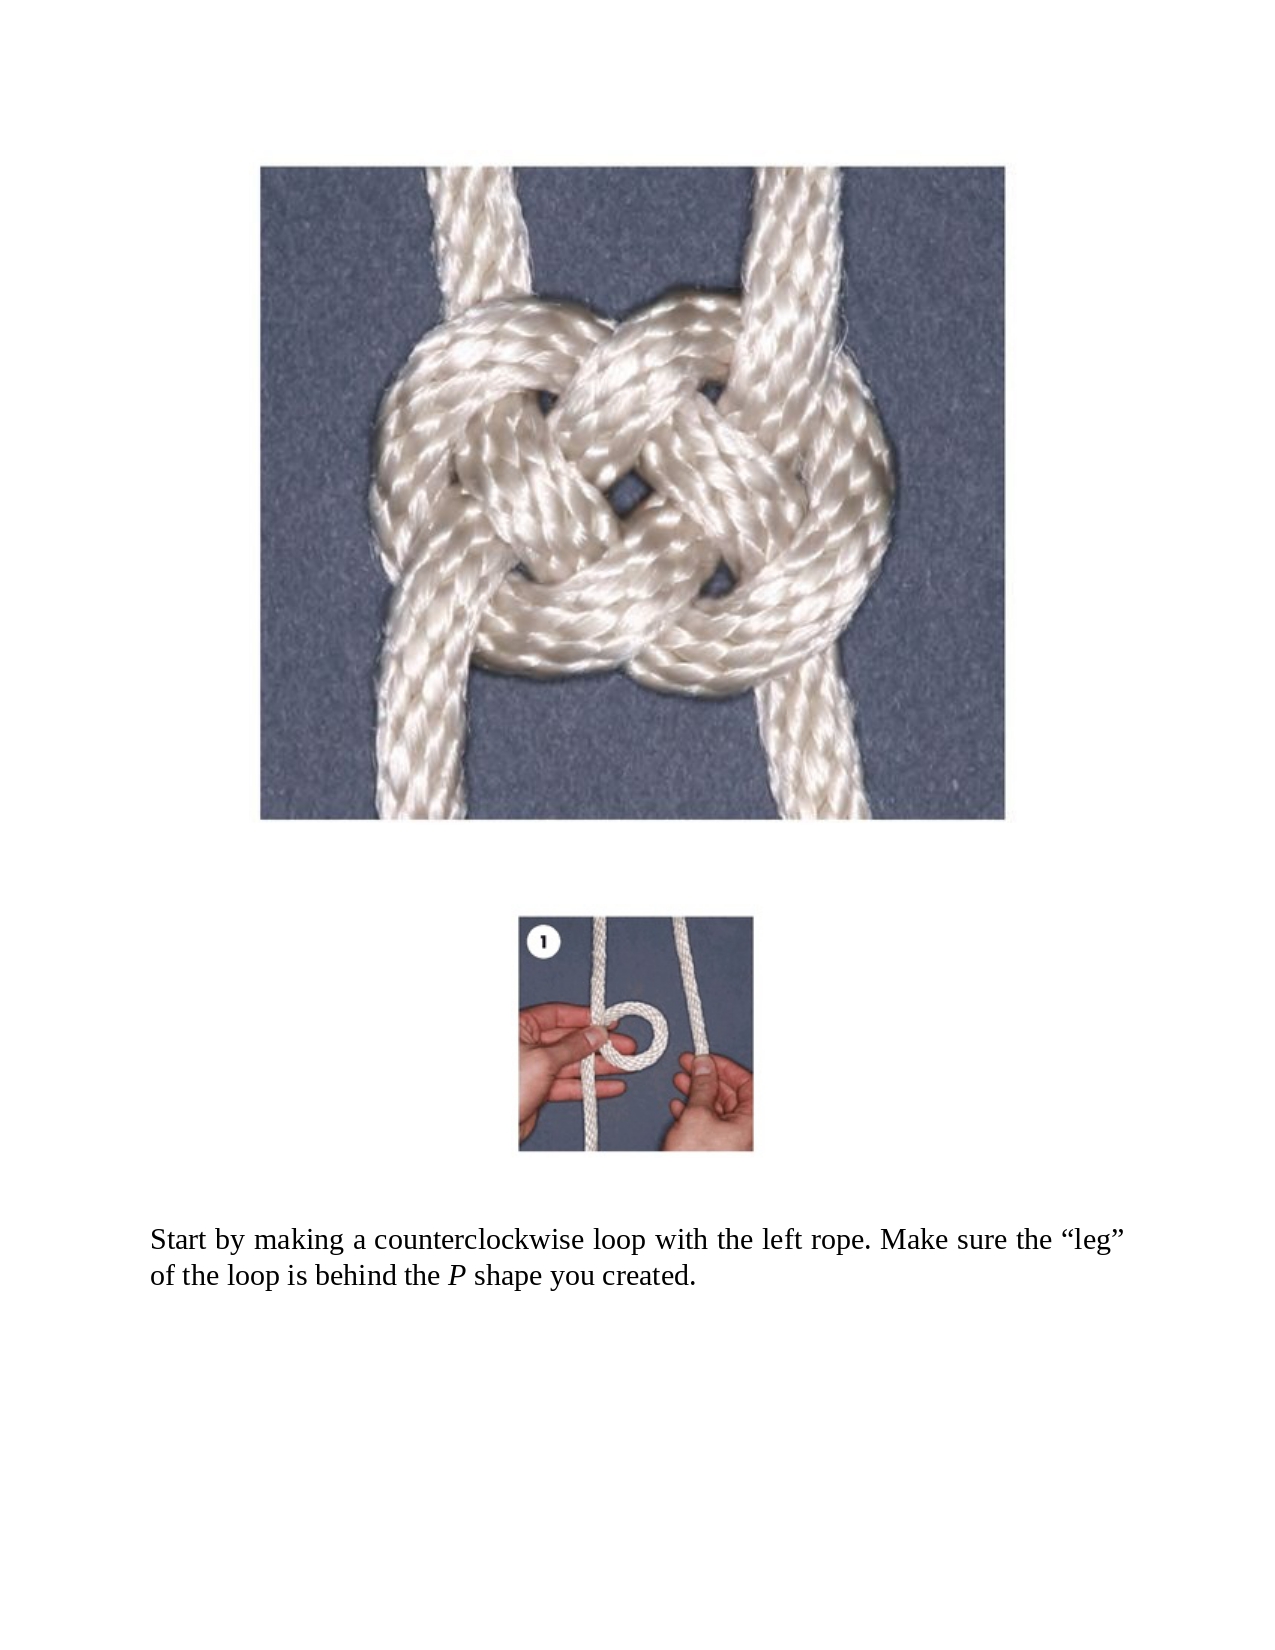 1
Start by making a counterclockwise loop with the left rope. Make sure the “leg”
of the loop is behind the P shape you created.